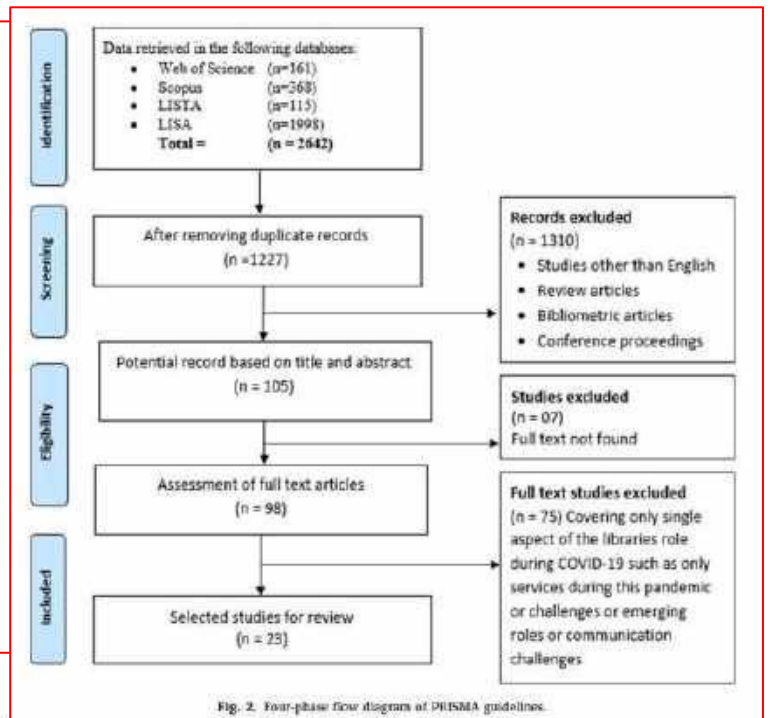 Identification
Data retrieved in the following databases:
• Web of Science (n=161)
• Scopus (n=368)
• LISTA (n=115)
• LISA (n=1998)
Total = (n = 2642)
Screening
After removing duplicate records
(n =1227)
Records excluded
(n = 1310)
• Studies other than English
• Review articles
• Bibliometric articles
• Conference proceedings
Eligibility
Potential record based on title and abstract
(n = 105)
Studies excluded
(n = 07)
Full text not found
Assessment of full text articles
(n = 98)
Full text studies excluded
(n = 75) Covering only single
aspect of the libraries role
during COVID-19 such as only
services during this pandemic
or challenges or emerging
roles or communication
challenges
Included
Selected studies for review
(n = 23)
Fig. 2. Four-phase flow diagram of PRISMA guidelines.